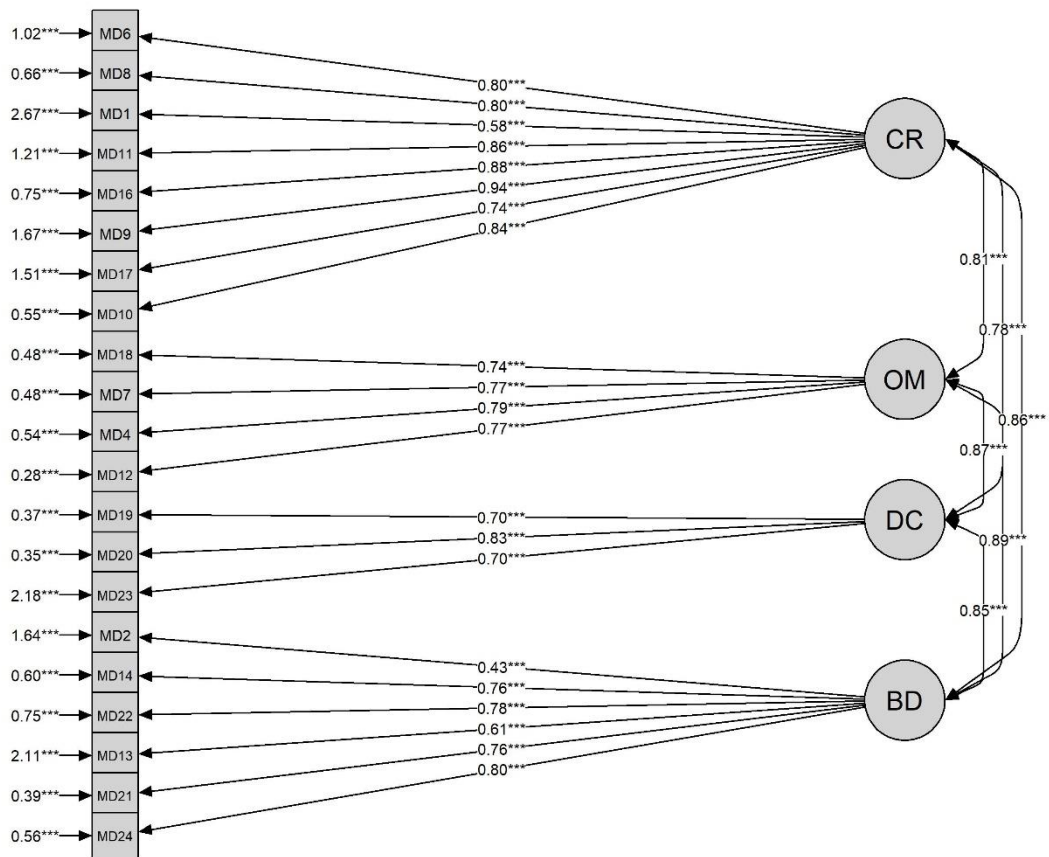 1.02*** MD6
0.66*** MD8
2.67*** MD1
1.21*** MD11
0.75*** MD16
1.67*** MD9
1.51*** MD17
0.55*** MD10
0.48*** MD18
0.48*** MD7
0.54*** MD4
0.28*** MD12
0.37*** MD19
0.35*** MD20
2.18*** MD23
1.64*** MD2
0.60*** MD14
0.75*** MD22
2.11*** MD13
0.39*** MD21
0.56*** MD24
0.80***
0.80***
0.58***
0.86***
0.88***
0.94***
0.74***
0.84***
0.74***
0.77***
0.79***
0.77***
0.70***
0.83***
0.70***
0.43***
0.76***
0.78***
0.61***
0.76***
0.80***
CR
OM
DC
BD
0.81***
0.78***
0.86***
0.87***
0.89***
0.85***